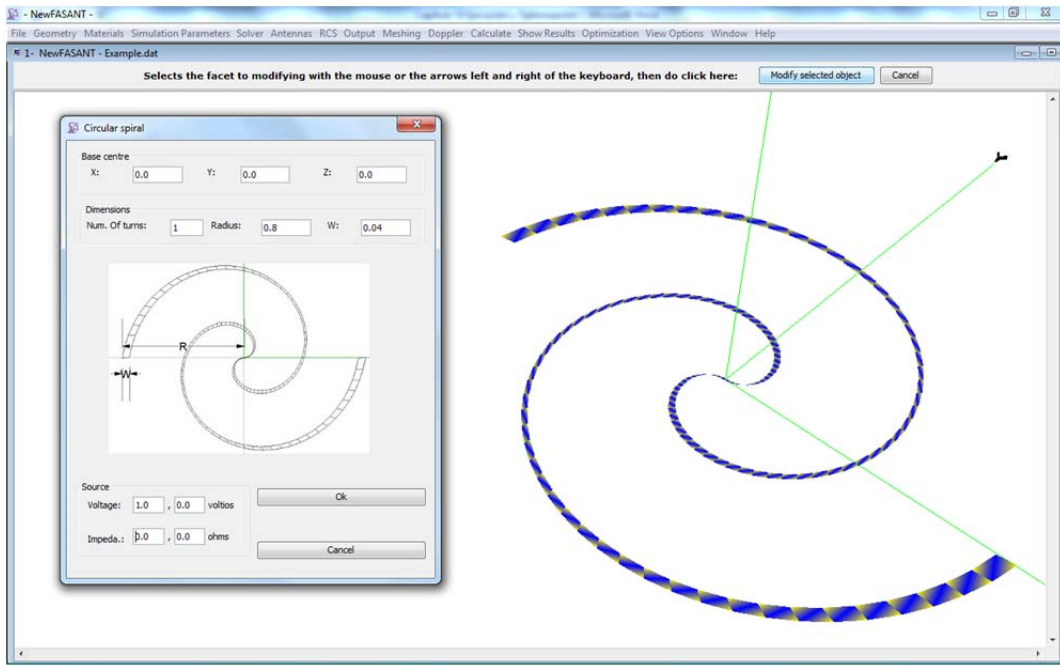 - NewFASANT -
File Geometry Materials Simulation Parameters Solver Antennas RCS Output Meshing Doppler Calculate Show Results Optimization View Options Window Help
1- NewFASANT - Example.dat
Selects the facet to modifying with the mouse or the arrows left and right of the keyboard, then do click here: Modify selected object Cancel
Circular spiral
Base centre
X: 0.0 Y: 0.0 Z: 0.0
Dimensions
Num. Of turns: 1 Radius: 0.8 W: 0.04
R
W
Source
Voltage: 1.0 , 0.0 voltios
Ok
Impeda.: 0.0 , 0.0 ohms
Cancel
Y